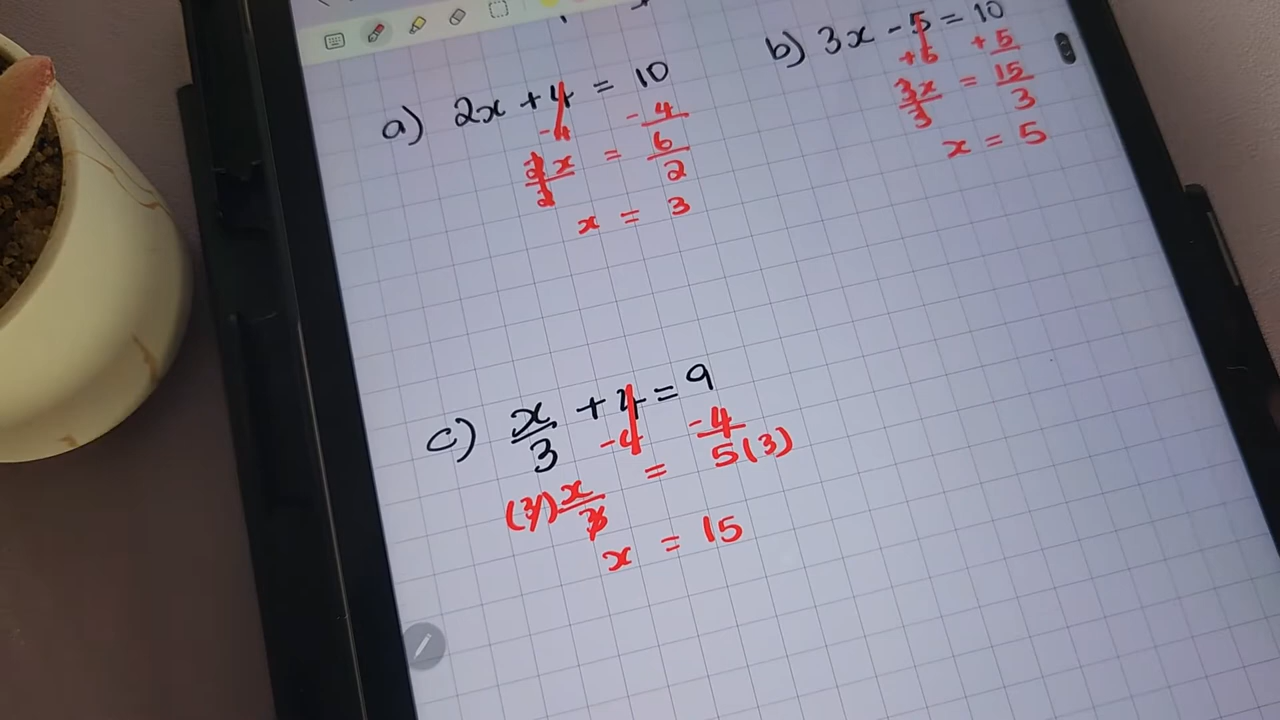 a) 2x + 4 = 10
-4 -4
2x/2 = 6/2
x = 3
b) 3x - 5 = 10
+5 +5
3x/3 = 15/3
x = 5
c) x/3 + 4 = 9
-4 -4
(3)x/3 = 5(3)
x = 15